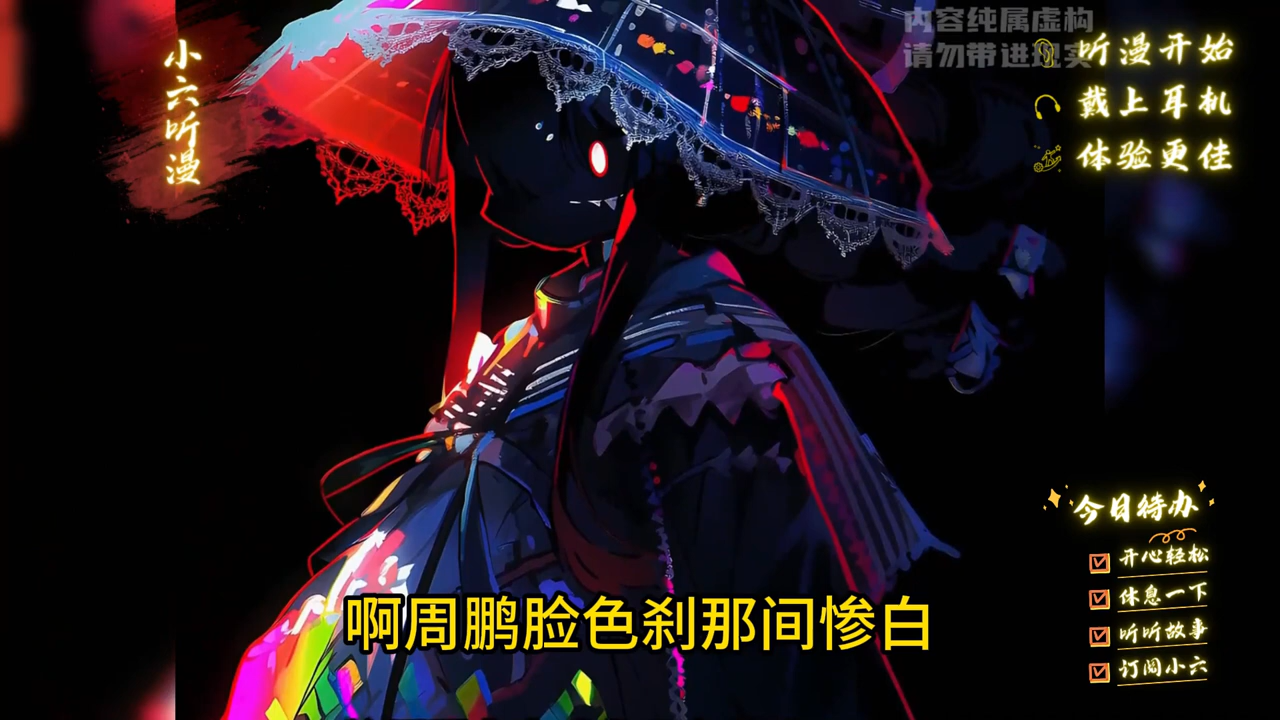 小六听漫
内容纯属虚构
请勿带进现实
听漫开始
戴上耳机
体验更佳
今日待办
开心轻松
休息一下
听听故事
订阅小六
啊周鹏脸色刹那间惨白